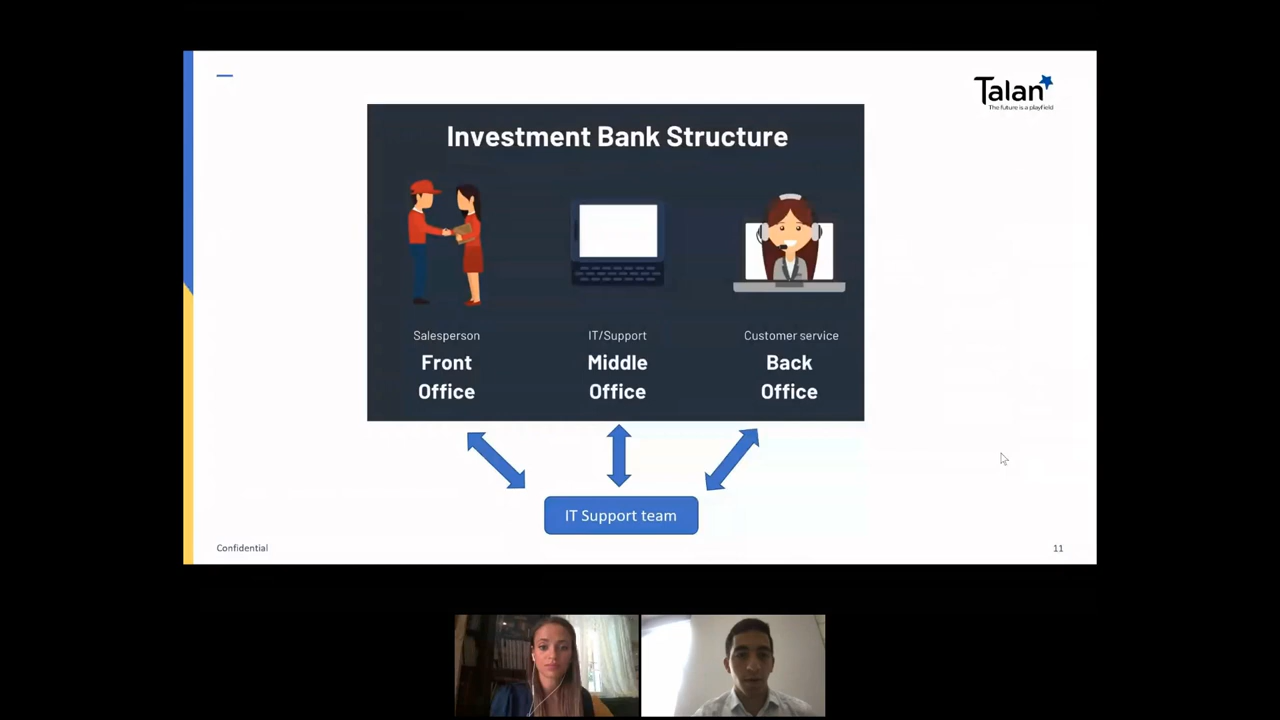 Talan
The future is a playfield
Investment Bank Structure
Salesperson
Front
Office
IT/Support
Middle
Office
Customer service
Back
Office
IT Support team
Confidential
11